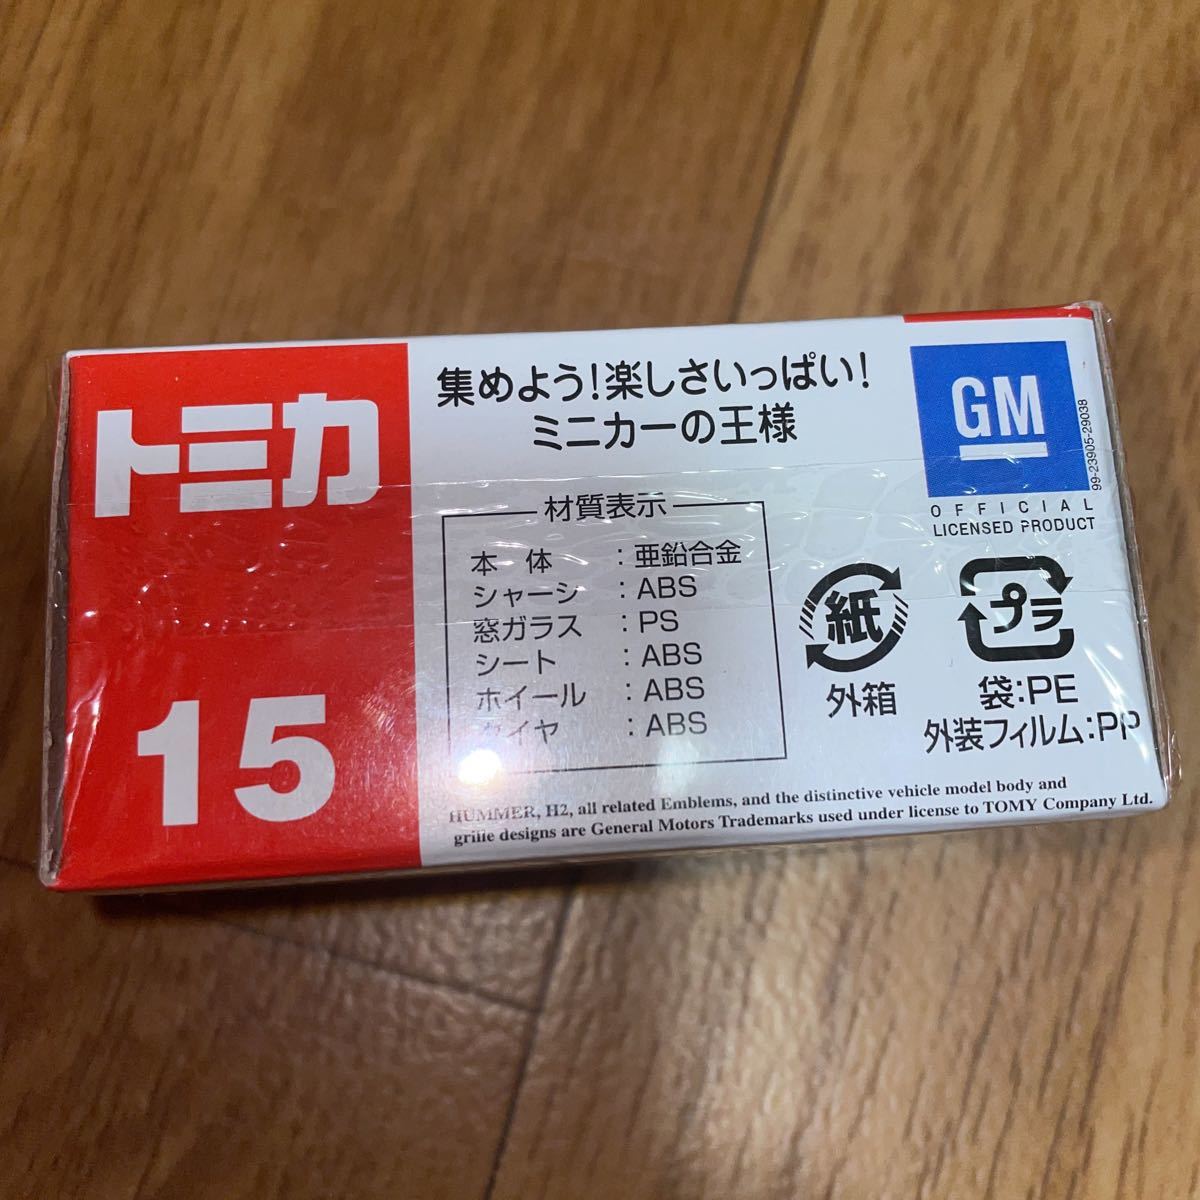 トミカ
15
集めよう!楽しさいっぱい!
ミニカーの王様
材質表示
本 体 :亜鉛合金
シャーシ :ABS
窓ガラス :PS
シート :ABS
ホイール :ABS
タイヤ :ABS
GM
OFFICIAL
LICENSED PRODUCT
99-23905-29038
紙
外箱
プラ
袋:PE
外装フィルム:PP
HUMMER, H2, all related Emblems, and the distinctive vehicle model body and
grille designs are General Motors Trademarks used under license to TOMY Company Ltd.